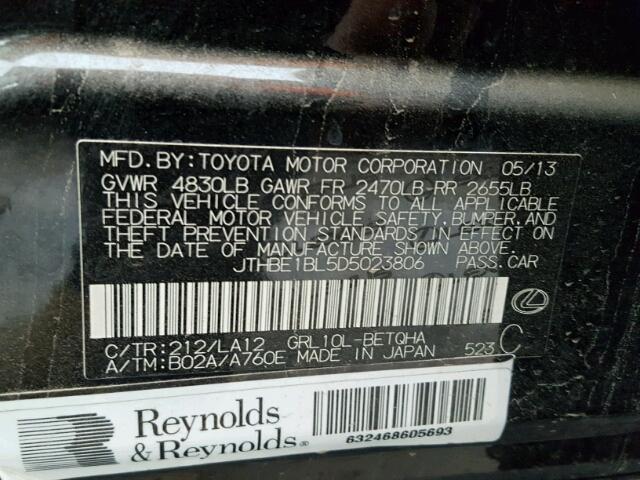 MFD. BY: TOYOTA MOTOR CORPORATION 05/13
GVWR 4830LB GAWR FR 2470LB RR 2655LB
THIS VEHICLE CONFORMS TO ALL APPLICABLE
FEDERAL MOTOR VEHICLE SAFETY, BUMPER, AND
THEFT PREVENTION STANDARDS IN EFFECT ON
THE DATE OF MANUFACTURE SHOWN ABOVE.
JTHBE1BL5D5023806 PASS. CAR
C/TR: 212/LA12 GRL10L-BETQHA
A/TM: B02A/A760E MADE IN JAPAN 523 C
Reynolds
& Reynolds®
632468605693